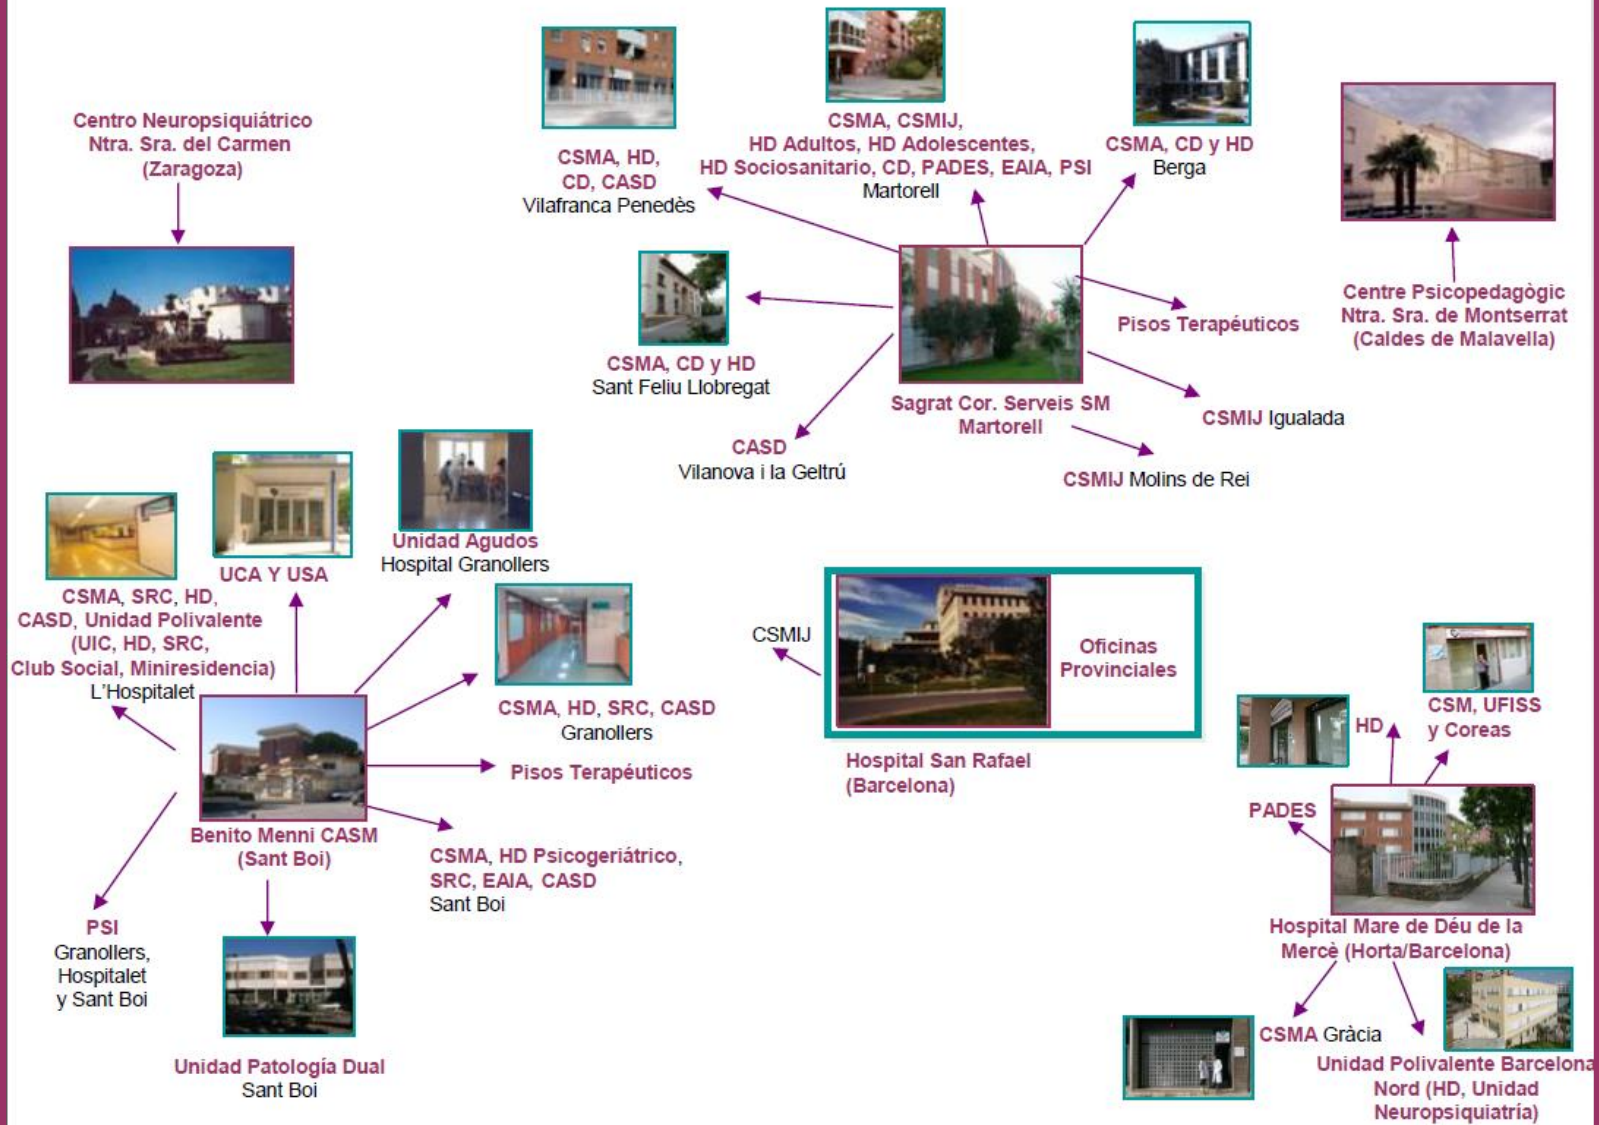 Centro Neuropsiquiátrico
Ntra. Sra. del Carmen
(Zaragoza)
CSMA, HD,
CD, CASD
Vilafranca Penedès
CSMA, CSMIJ,
HD Adultos, HD Adolescentes,
HD Sociosanitario, CD, PADES, EAIA, PSI
Martorell
CSMA, CD y HD
Berga
Centre Psicopedagògic
Ntra. Sra. de Montserrat
(Caldes de Malavella)
CSMA, CD y HD
Sant Feliu Llobregat
Pisos Terapéuticos
Sagrat Cor. Serveis SM
Martorell
CSMIJ Igualada
CASD
Vilanova i la Geltrú
CSMIJ Molins de Rei
Unidad Agudos
Hospital Granollers
UCA Y USA
CSMA, SRC, HD,
CASD, Unidad Polivalente
(UIC, HD, SRC,
Club Social, Miniresidencia)
L'Hospitalet
CSMA, HD, SRC, CASD
Granollers
Pisos Terapéuticos
Benito Menni CASM
(Sant Boi)
CSMA, HD Psicogeriátrico,
SRC, EAIA, CASD
Sant Boi
PSI
Granollers,
Hospitalet
y Sant Boi
Unidad Patología Dual
Sant Boi
CSMIJ
Oficinas
Provinciales
Hospital San Rafael
(Barcelona)
HD
CSM, UFISS
y Coreas
PADES
Hospital Mare de Déu de la
Mercè (Horta/Barcelona)
CSMA Gràcia
Unidad Polivalente Barcelona
Nord (HD, Unidad
Neuropsiquiatría)